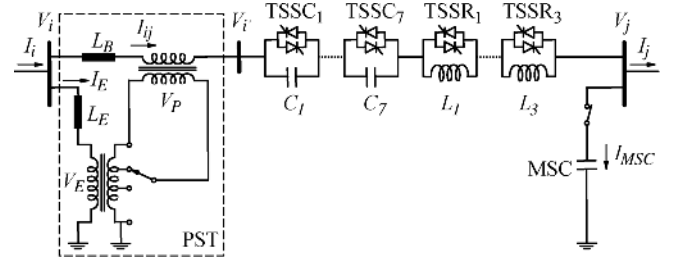 V_i I_ij V_i' TSSC_1 TSSC_7 TSSR_1 TSSR_3 V_j
I_i L_B I_j
I_E
L_E V_P C_1 C_7 L_1 L_3
V_E MSC I_MSC
PST